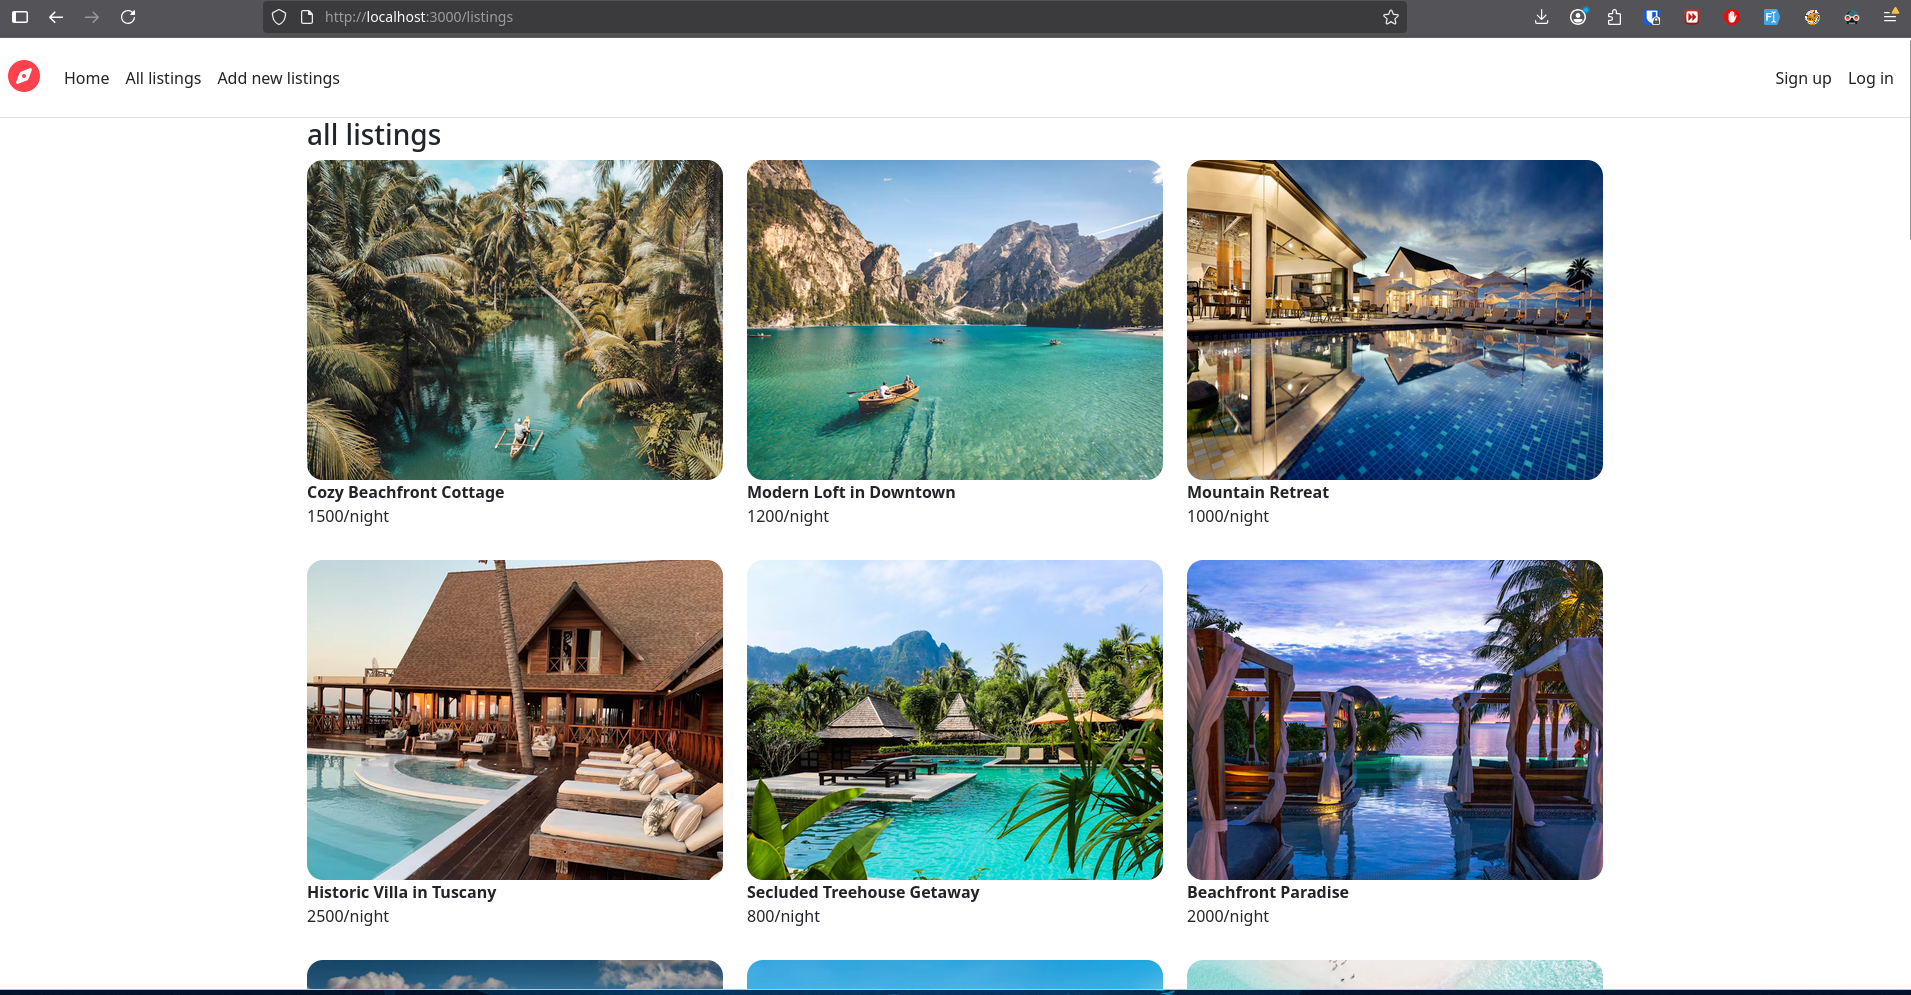 http://localhost:3000/listings
Home All listings Add new listings Sign up Log in
all listings
Cozy Beachfront Cottage Modern Loft in Downtown Mountain Retreat
1500/night 1200/night 1000/night
Historic Villa in Tuscany Secluded Treehouse Getaway Beachfront Paradise
2500/night 800/night 2000/night